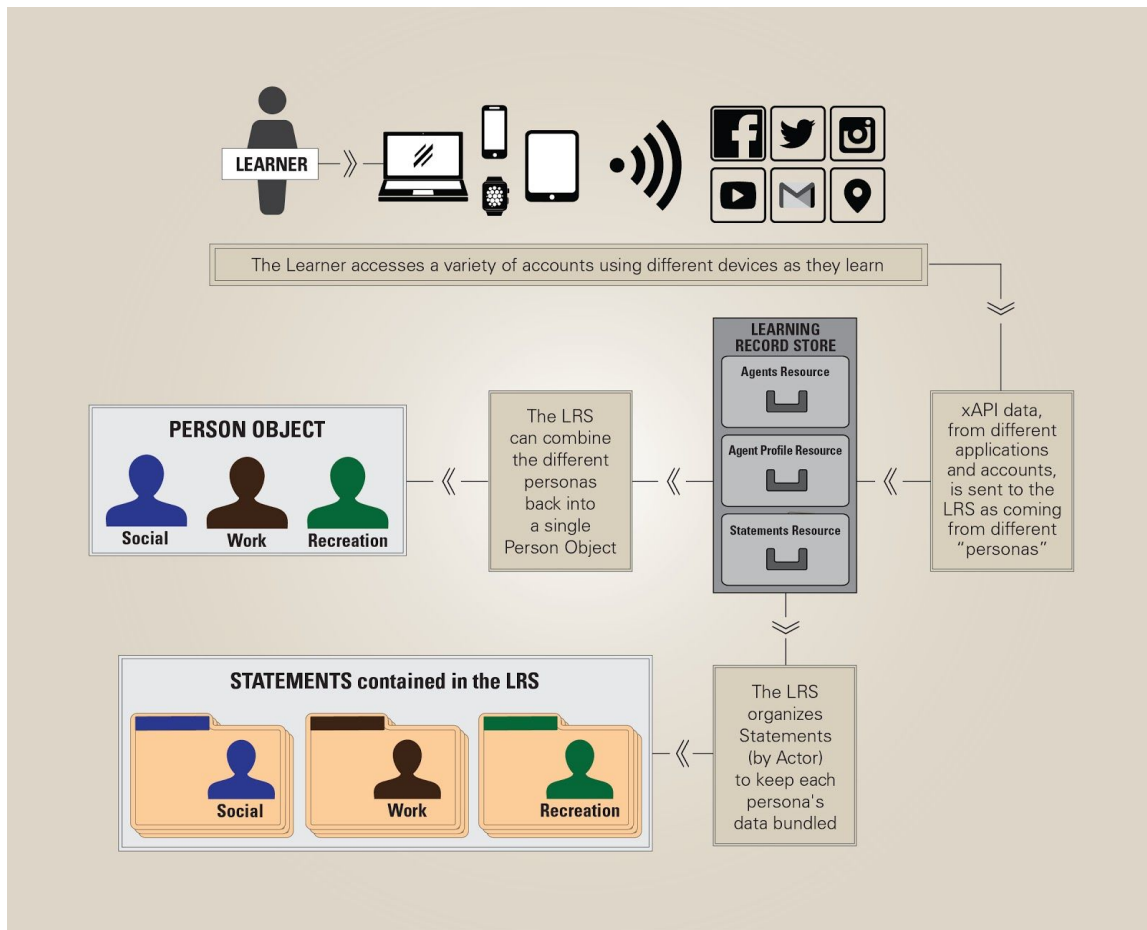 LEARNER
The Learner accesses a variety of accounts using different devices as they learn
LEARNING
RECORD STORE
Agents Resource
Agent Profile Resource
Statements Resource
xAPI data,
from different
applications
and accounts,
is sent to the
LRS as coming
from different
“personas”
The LRS
can combine
the different
personas
back into
a single
Person Object
PERSON OBJECT
Social
Work
Recreation
The LRS
organizes
Statements
(by Actor)
to keep each
persona's
data bundled
STATEMENTS contained in the LRS
Social
Work
Recreation